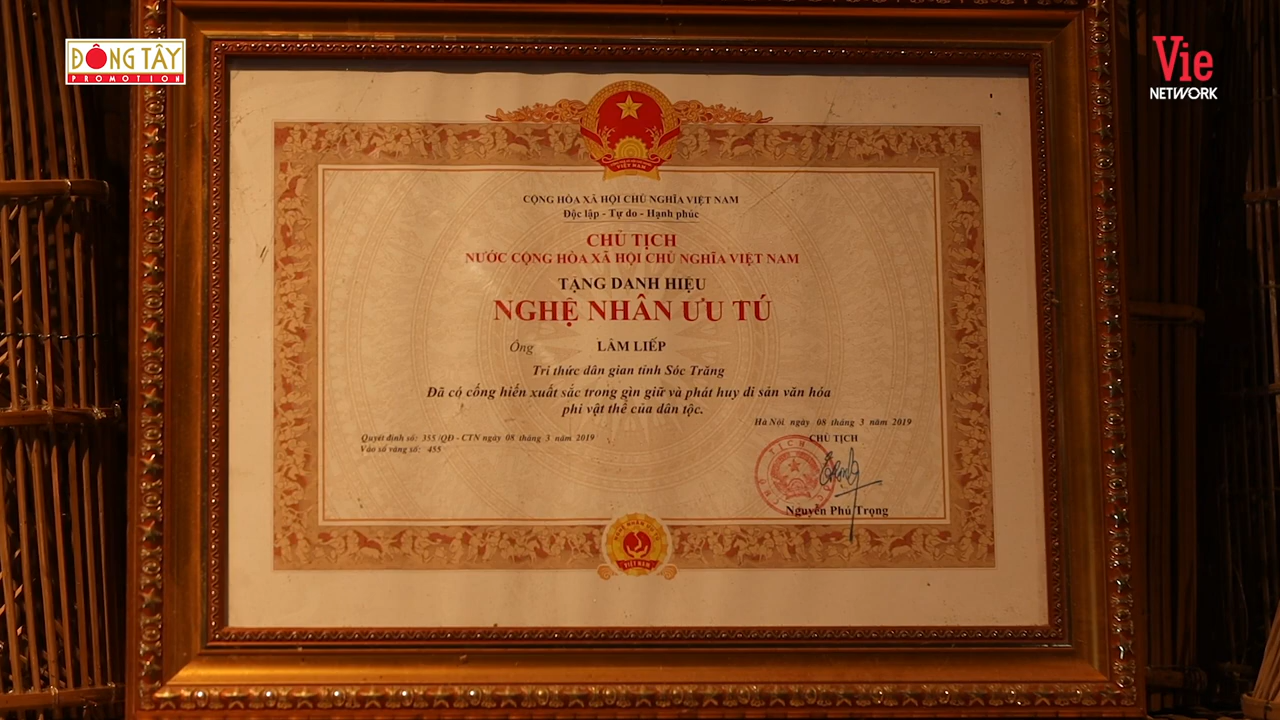 ĐÔNG TÂY
PROMOTION
Vie
NETWORK
VIỆT NAM
CỘNG HÒA XÃ HỘI CHỦ NGHĨA VIỆT NAM
Độc lập - Tự do - Hạnh phúc
CHỦ TỊCH
NƯỚC CỘNG HÒA XÃ HỘI CHỦ NGHĨA VIỆT NAM
TẶNG DANH HIỆU
NGHỆ NHÂN ƯU TÚ
Ông LÂM LIẾP
Tri thức dân gian tỉnh Sóc Trăng
Đã có cống hiến xuất sắc trong gìn giữ và phát huy di sản văn hóa
phi vật thể của dân tộc.
Hà Nội, ngày 08 tháng 3 năm 2019
Quyết định số: 355 /QĐ - CTN ngày 08 tháng 3 năm 2019
Vào sổ vàng số: 455
CHỦ TỊCH
Nguyễn Phú Trọng
VIỆT NAM